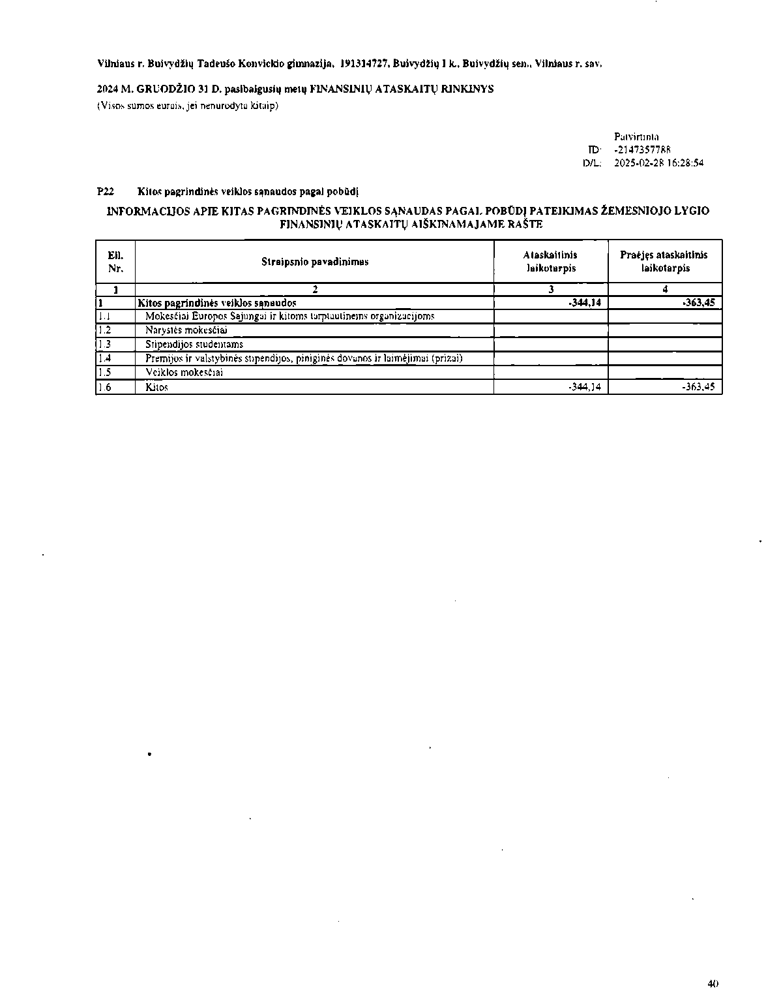 Vilniaus r. Buivydžių Tadeušo Konvickio gimnazija, 191314727, Buivydžių I k., Buivydžių sen., Vilniaus r. sav.
2024 M. GRUODŽIO 31 D. pasibaigusių metų FINANSINIŲ ATASKAITŲ RINKINYS
(Visos sumos eurais, jei nenurodyta kitaip)
Patvirtinta
ID: -2147357788
D/L: 2025-02-28 16:28:54
P22 Kitos pagrindinės veiklos sąnaudos pagal pobūdį
INFORMACIJOS APIE KITAS PAGRINDINĖS VEIKLOS SĄNAUDAS PAGAL POBŪDĮ PATEIKIMAS ŽEMESNIOJO LYGIO
FINANSINIŲ ATASKAITŲ AIŠKINAMAJAME RAŠTE
Eil. Nr. Straipsnio pavadinimas Ataskaitinis laikotarpis Praėjęs ataskaitinis laikotarpis
1 2 3 4
1 Kitos pagrindinės veiklos sąnaudos -344,14 -363,45
1.1 Mokesčiai Europos Sąjungai ir kitoms tarptautinėms organizacijoms
1.2 Narystės mokesčiai
1.3 Stipendijos studentams
1.4 Premijos ir valstybinės stipendijos, piniginės dovanos ir laimėjimai (prizai)
1.5 Veiklos mokesčiai
1.6 Kitos -344,14 -363,45
40